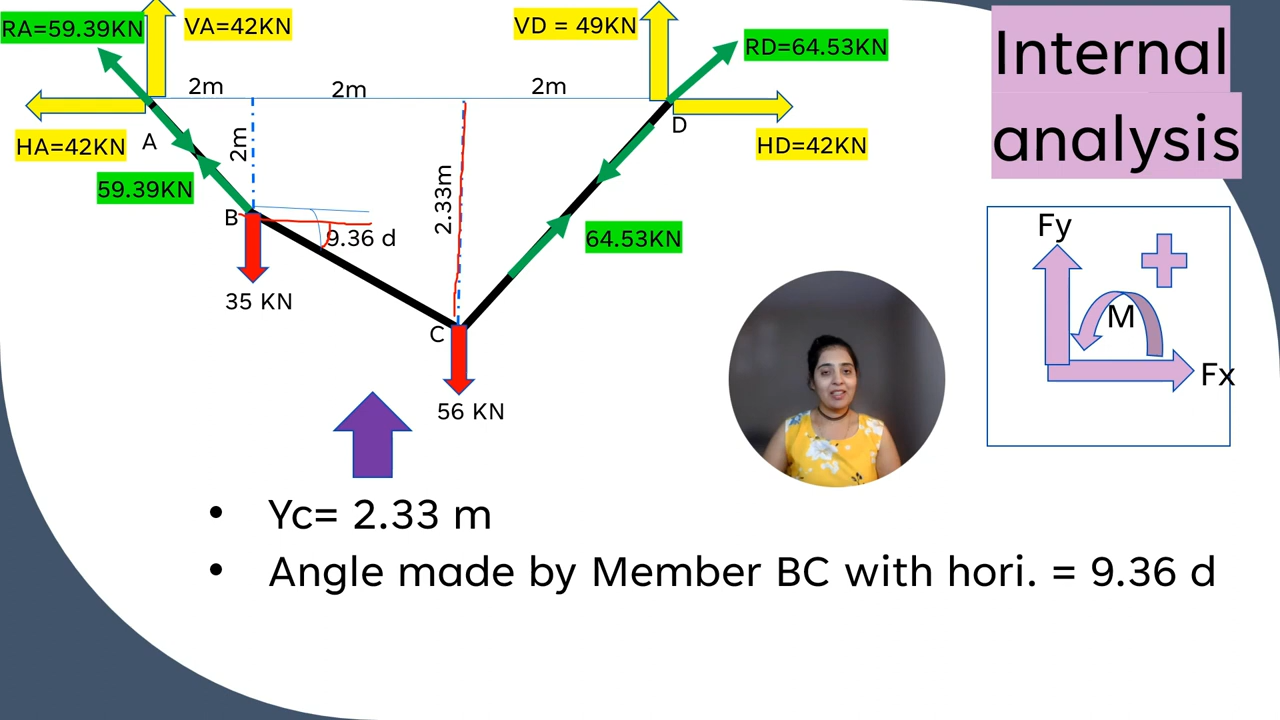 RA=59.39KN
VA=42KN
VD = 49KN
RD=64.53KN
Internal
analysis
2m
2m
2m
HA=42KN
A
2m
D
HD=42KN
59.39KN
2.33m
B
9.36 d
64.53KN
Fy
M
Fx
35 KN
C
56 KN
• Yc= 2.33 m
• Angle made by Member BC with hori. = 9.36 d